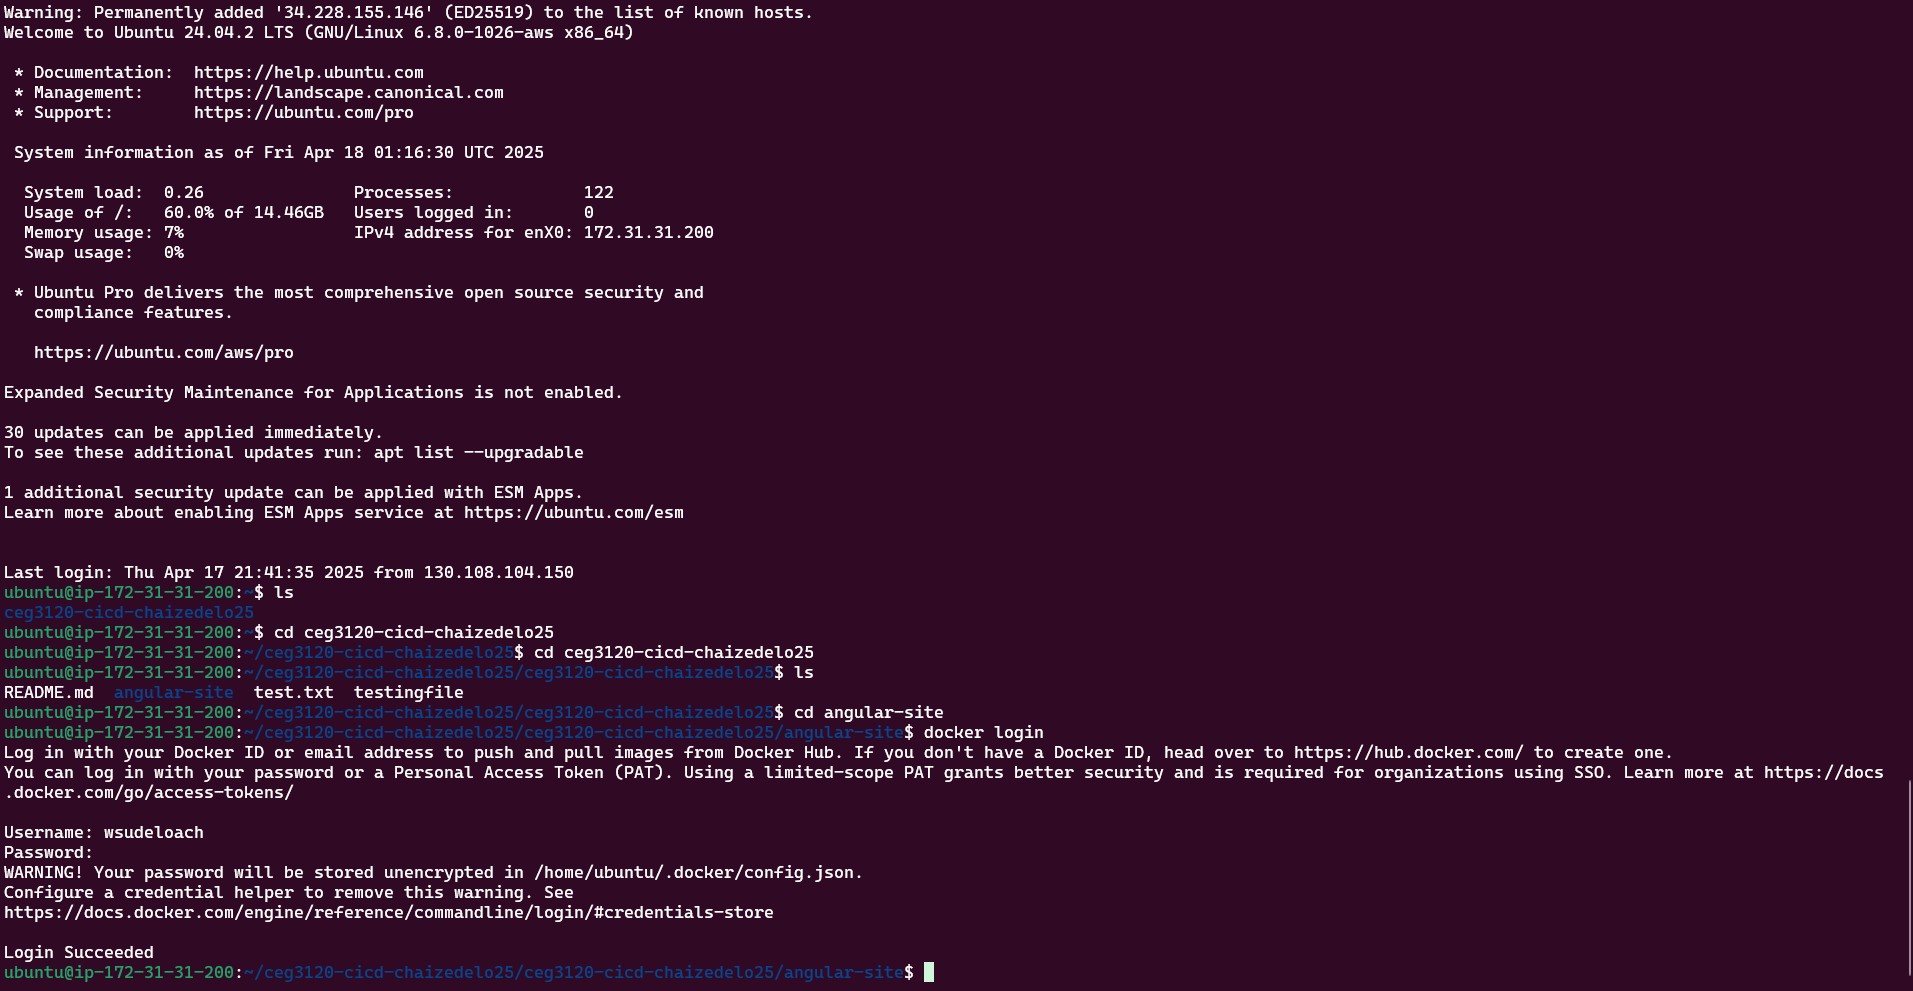 Warning: Permanently added '34.228.155.146' (ED25519) to the list of known hosts.
Welcome to Ubuntu 24.04.2 LTS (GNU/Linux 6.8.0-1026-aws x86_64)

 * Documentation:  https://help.ubuntu.com
 * Management:     https://landscape.canonical.com
 * Support:        https://ubuntu.com/pro

 System information as of Fri Apr 18 01:16:30 UTC 2025

  System load:  0.26               Processes:             122
  Usage of /:   60.0% of 14.46GB   Users logged in:       0
  Memory usage: 7%                 IPv4 address for enX0: 172.31.31.200
  Swap usage:   0%

 * Ubuntu Pro delivers the most comprehensive open source security and
   compliance features.

   https://ubuntu.com/aws/pro

Expanded Security Maintenance for Applications is not enabled.

30 updates can be applied immediately.
To see these additional updates run: apt list --upgradable

1 additional security update can be applied with ESM Apps.
Learn more about enabling ESM Apps service at https://ubuntu.com/esm


Last login: Thu Apr 17 21:41:35 2025 from 130.108.104.150
ubuntu@ip-172-31-31-200:~$ ls
ceg3120-cicd-chaizedelo25
ubuntu@ip-172-31-31-200:~$ cd ceg3120-cicd-chaizedelo25
ubuntu@ip-172-31-31-200:~/ceg3120-cicd-chaizedelo25$ cd ceg3120-cicd-chaizedelo25
ubuntu@ip-172-31-31-200:~/ceg3120-cicd-chaizedelo25/ceg3120-cicd-chaizedelo25$ ls
README.md  angular-site  test.txt  testingfile
ubuntu@ip-172-31-31-200:~/ceg3120-cicd-chaizedelo25/ceg3120-cicd-chaizedelo25$ cd angular-site
ubuntu@ip-172-31-31-200:~/ceg3120-cicd-chaizedelo25/ceg3120-cicd-chaizedelo25/angular-site$ docker login
Log in with your Docker ID or email address to push and pull images from Docker Hub. If you don't have a Docker ID, head over to https://hub.docker.com/ to create one.
You can log in with your password or a Personal Access Token (PAT). Using a limited-scope PAT grants better security and is required for organizations using SSO. Learn more at https://docs
.docker.com/go/access-tokens/

Username: wsudeloach
Password:
WARNING! Your password will be stored unencrypted in /home/ubuntu/.docker/config.json.
Configure a credential helper to remove this warning. See
https://docs.docker.com/engine/reference/commandline/login/#credentials-store

Login Succeeded
ubuntu@ip-172-31-31-200:~/ceg3120-cicd-chaizedelo25/ceg3120-cicd-chaizedelo25/angular-site$